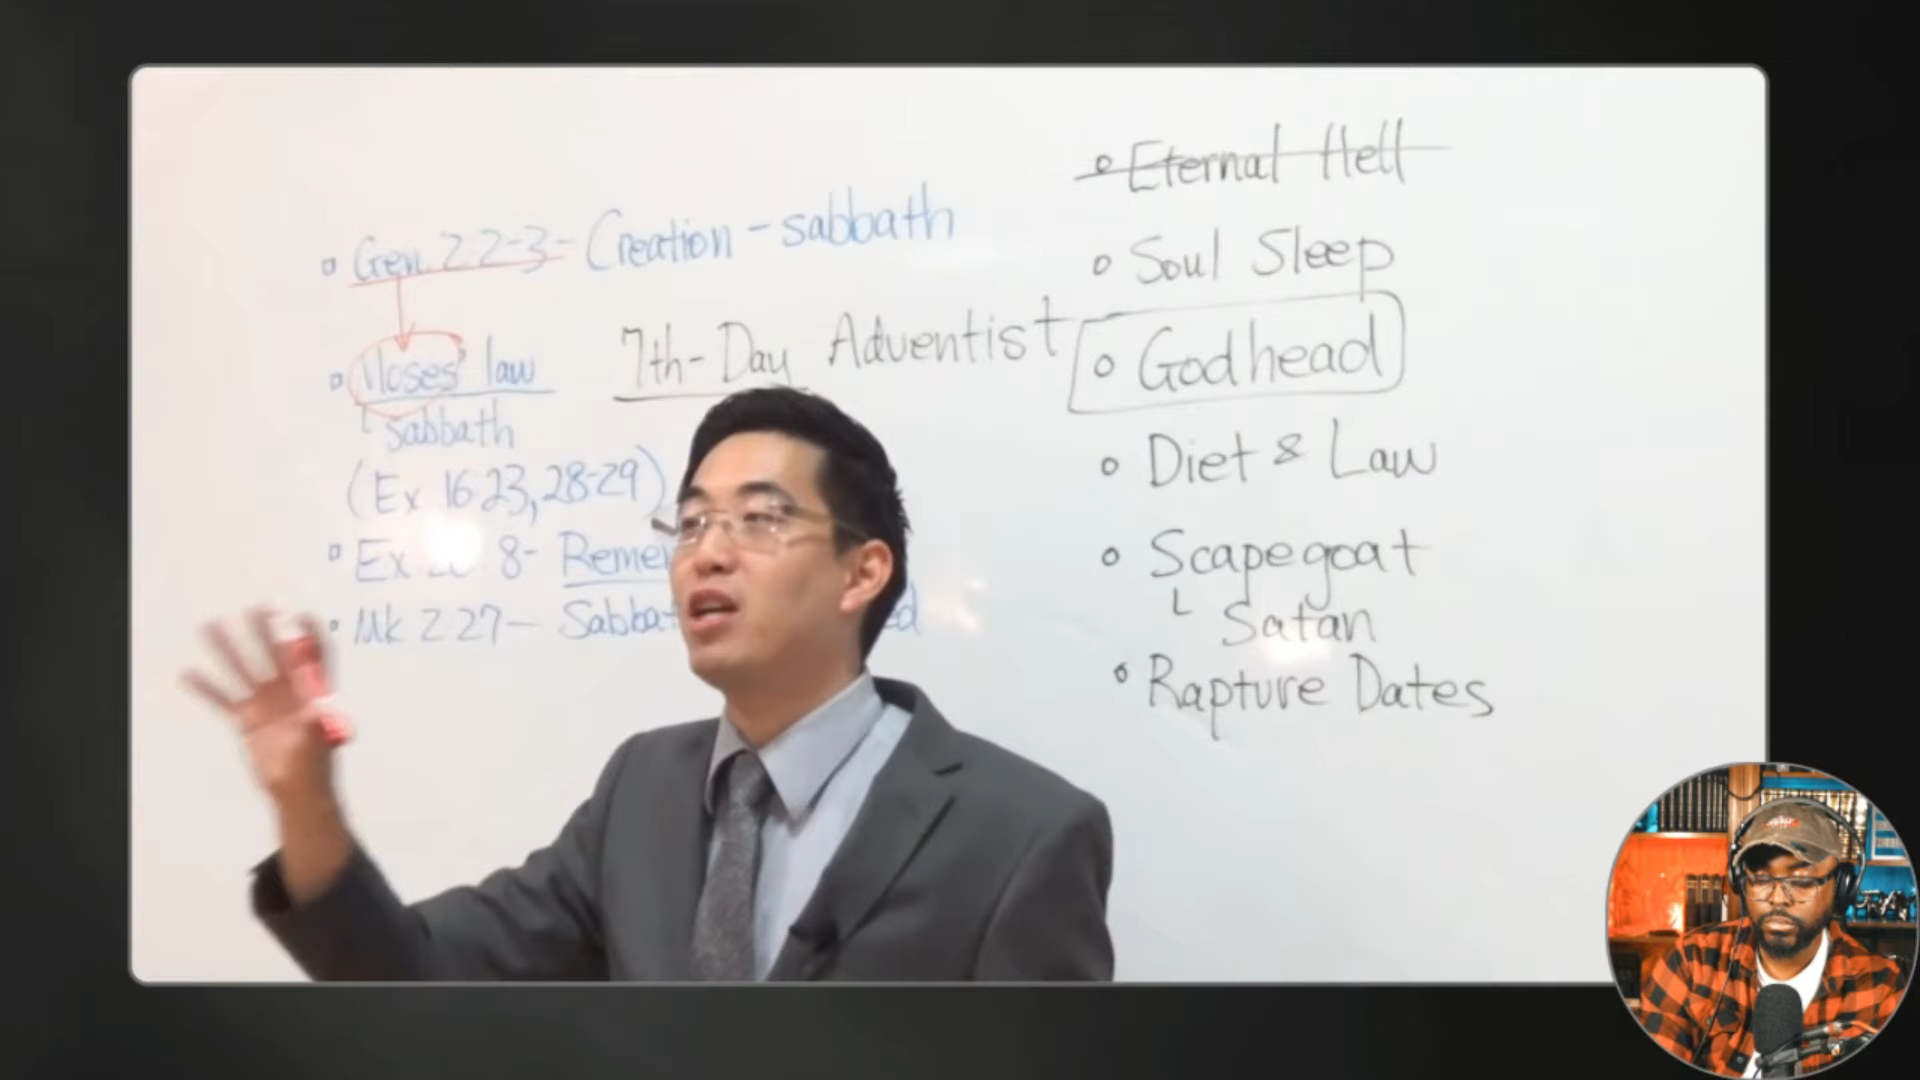 Gen. 2 2-3- Creation - sabbath
Moses' law
sabbath
(Ex 16 23, 28-29)
Ex 8-
Mk 2 27-
7th-Day Adventist
Eternal Hell
Soul Sleep
Godhead
Diet & Law
Scapegoat
Satan
Rapture Dates